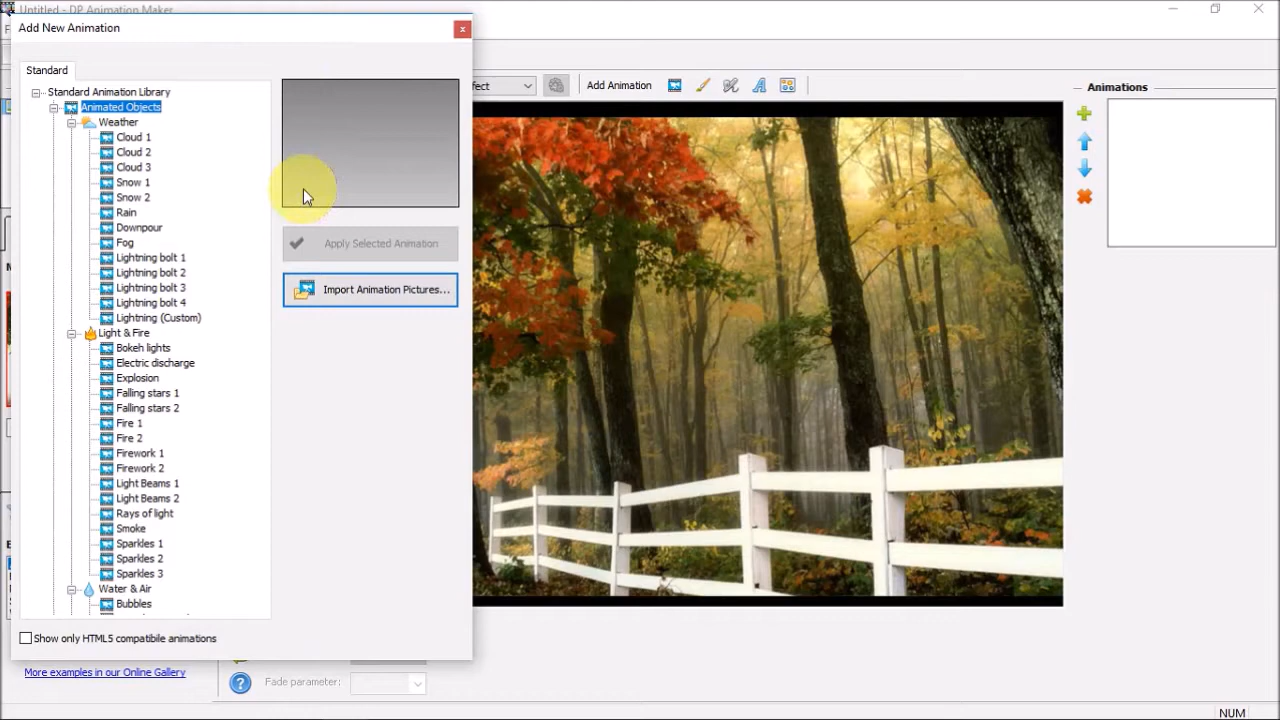 Untitled - DP Animation Maker
Add New Animation
Standard
Standard Animation Library
Animated Objects
Weather
Cloud 1
Cloud 2
Cloud 3
Snow 1
Snow 2
Rain
Downpour
Fog
Lightning bolt 1
Lightning bolt 2
Lightning bolt 3
Lightning bolt 4
Lightning (Custom)
Light & Fire
Bokeh lights
Electric discharge
Explosion
Falling stars 1
Falling stars 2
Fire 1
Fire 2
Firework 1
Firework 2
Light Beams 1
Light Beams 2
Rays of light
Smoke
Sparkles 1
Sparkles 2
Sparkles 3
Water & Air
Bubbles
Show only HTML5 compatible animations
Apply Selected Animation
Import Animation Pictures...
Add Animation
Animations
More examples in our Online Gallery
Fade parameter:
NUM